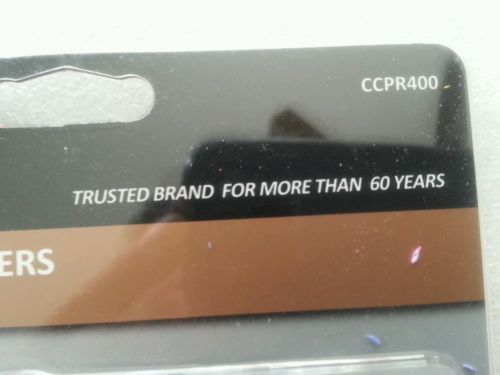 CCPR400
TRUSTED BRAND FOR MORE THAN 60 YEARS
ERS